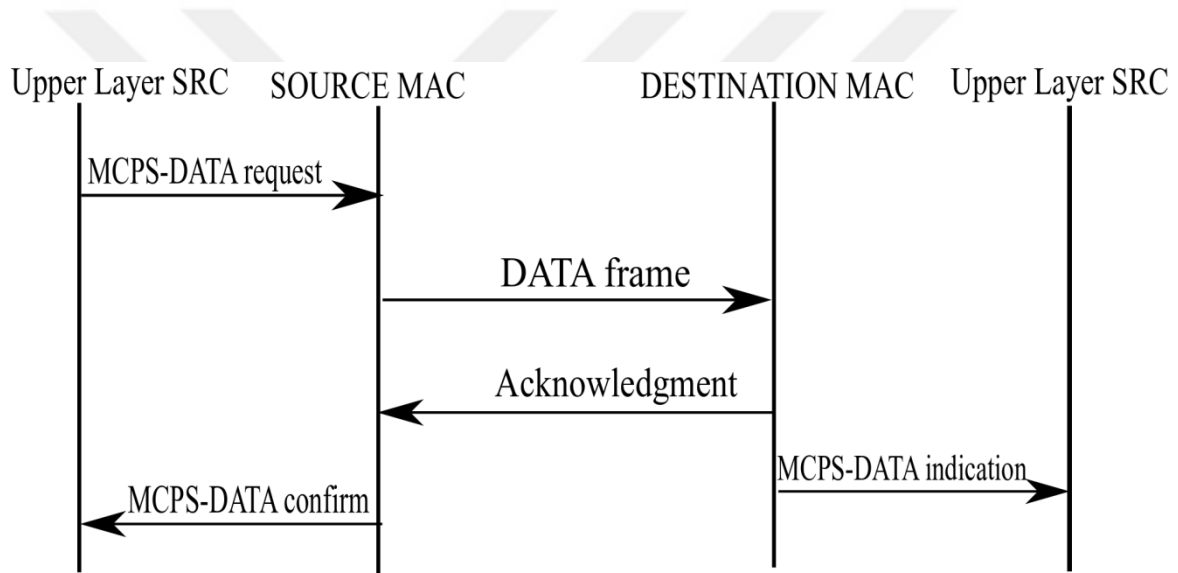 Upper Layer SRC
SOURCE MAC
DESTINATION MAC
Upper Layer SRC
MCPS-DATA request
DATA frame
Acknowledgment
MCPS-DATA indication
MCPS-DATA confirm